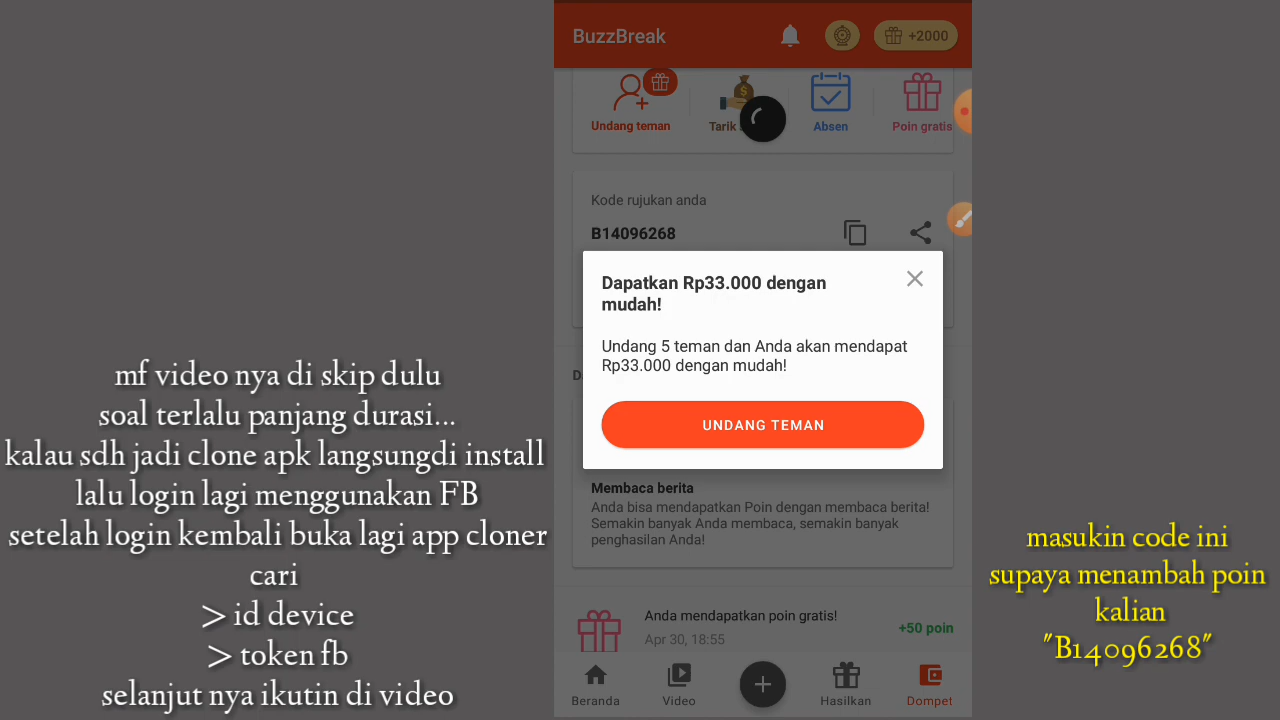 mf video nya di skip dulu
soal terlalu panjang durasi...
kalau sdh jadi clone apk langsungdi install
lalu login lagi menggunakan FB
setelah login kembali buka lagi app cloner
cari
> id device
> token fb
selanjut nya ikutin di video
BuzzBreak
+2000
Undang teman
Tarik
Absen
Poin gratis
Kode rujukan anda
B14096268
Dapatkan Rp33.000 dengan
mudah!
Undang 5 teman dan Anda akan mendapat
Rp33.000 dengan mudah!
UNDANG TEMAN
Membaca berita
Anda bisa mendapatkan Poin dengan membaca berita!
Semakin banyak Anda membaca, semakin banyak
penghasilan Anda!
Anda mendapatkan poin gratis!
Apr 30, 18:55
+50 poin
Beranda
Video
Hasilkan
Dompet
masukin code ini
supaya menambah poin
kalian
"B14096268"